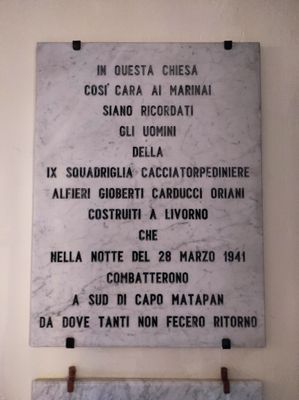 IN QUESTA CHIESA
COSI' CARA AI MARINAI
SIANO RICORDATI
GLI UOMINI
DELLA
IX SQUADRIGLIA CACCIATORPEDINIERE
ALFIERI GIOBERTI CARDUCCI ORIANI
COSTRUITI A LIVORNO
CHE
NELLA NOTTE DEL 28 MARZO 1941
COMBATTERONO
A SUD DI CAPO MATAPAN
DA DOVE TANTI NON FECERO RITORNO